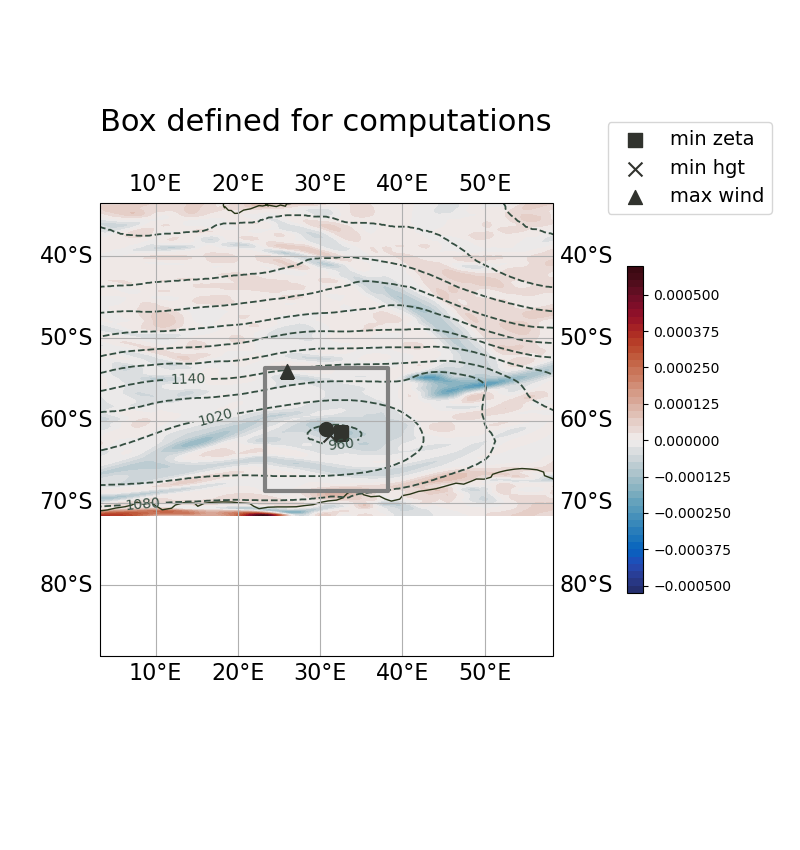 Box defined for computations
min zeta
min hgt
max wind
10°E 20°E 30°E 40°E 50°E
40°S 40°S
50°S 50°S
60°S 60°S
70°S 70°S
80°S 80°S
1140
1020
960
1080
10°E 20°E 30°E 40°E 50°E
0.000500
0.000375
0.000250
0.000125
0.000000
−0.000125
−0.000250
−0.000375
−0.000500